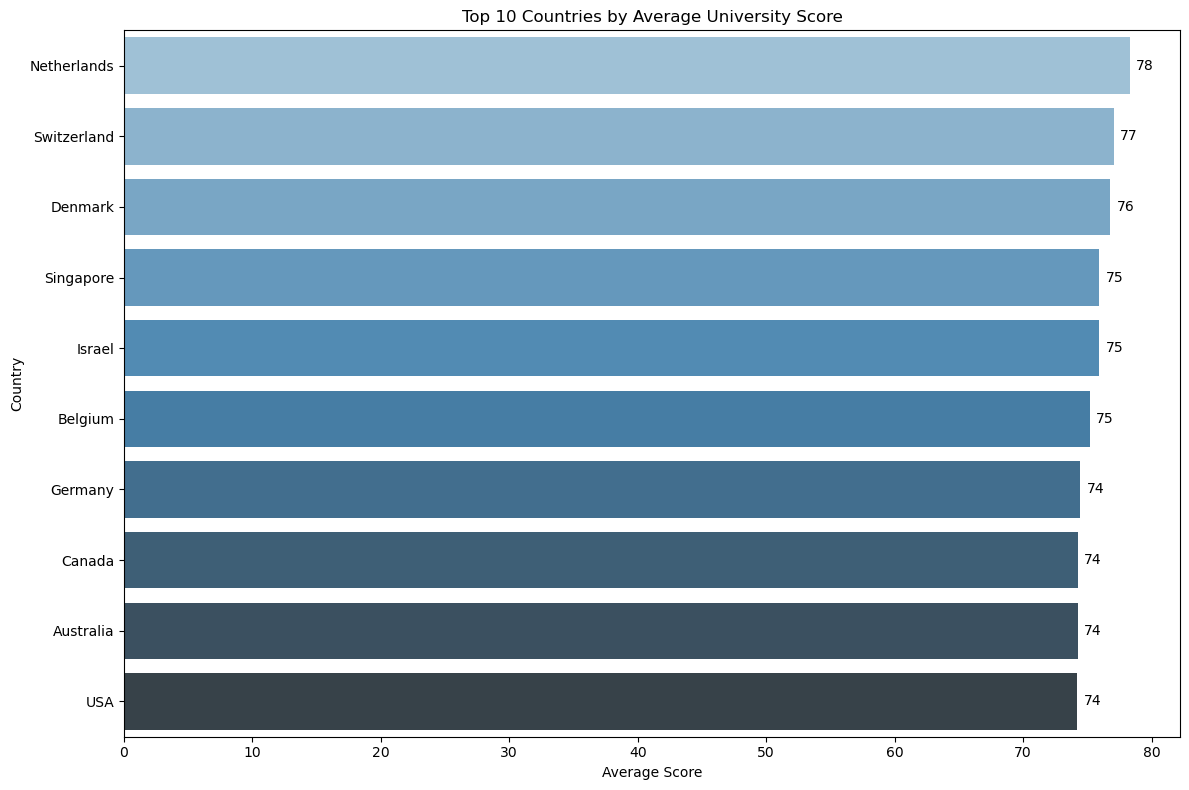 Top 10 Countries by Average University Score
Country
Netherlands 78
Switzerland 77
Denmark 76
Singapore 75
Israel 75
Belgium 75
Germany 74
Canada 74
Australia 74
USA 74
0 10 20 30 40 50 60 70 80
Average Score